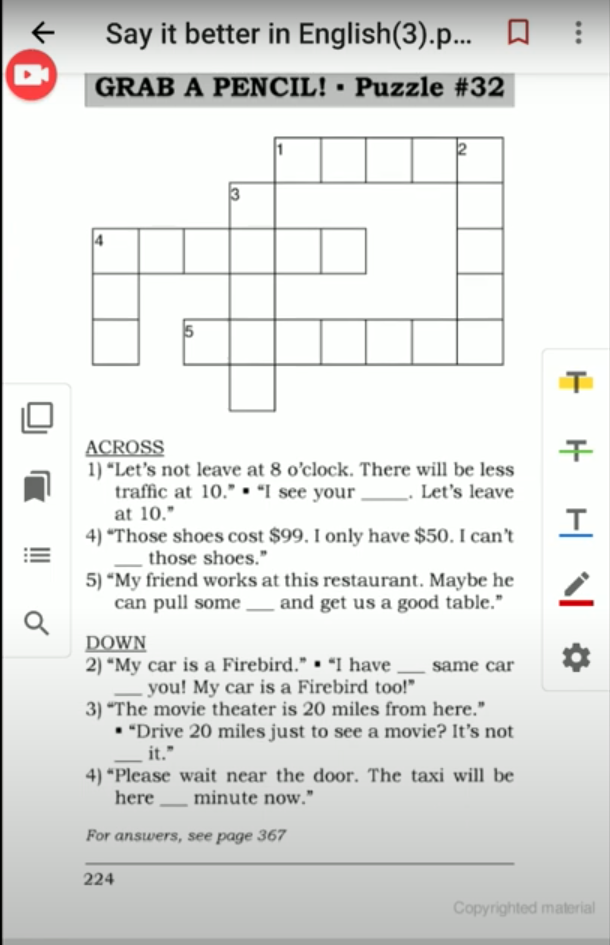 Say it better in English(3).p...
GRAB A PENCIL! ▪ Puzzle #32
1
2
3
4
5
ACROSS
1) “Let’s not leave at 8 o’clock. There will be less
traffic at 10.” ▪ “I see your _____. Let’s leave
at 10.”
4) “Those shoes cost $99. I only have $50. I can’t
___ those shoes.”
5) “My friend works at this restaurant. Maybe he
can pull some ___ and get us a good table.”
DOWN
2) “My car is a Firebird.” ▪ “I have ___ same car
___ you! My car is a Firebird too!”
3) “The movie theater is 20 miles from here.”
▪ “Drive 20 miles just to see a movie? It’s not
___ it.”
4) “Please wait near the door. The taxi will be
here ___ minute now.”
For answers, see page 367
224
Copyrighted material
T
T
T